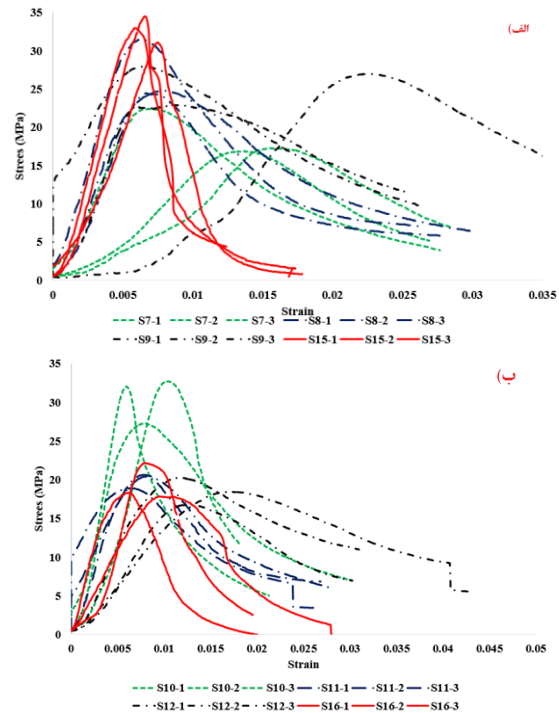 الف)
35
30
25
20
15
10
5
0
Strees (MPa)
0 0.005 0.01 0.015 0.02 0.025 0.03 0.035
Strain
S7-1 S7-2 S7-3 S8-1 S8-2 S8-3
S9-1 S9-2 S9-3 S15-1 S15-2 S15-3
ب)
35
30
25
20
15
10
5
0
Strees (MPa)
0 0.005 0.01 0.015 0.02 0.025 0.03 0.035 0.04 0.045 0.05
Strain
S10-1 S10-2 S10-3 S11-1 S11-2 S11-3
S12-1 S12-2 S12-3 S16-1 S16-2 S16-3